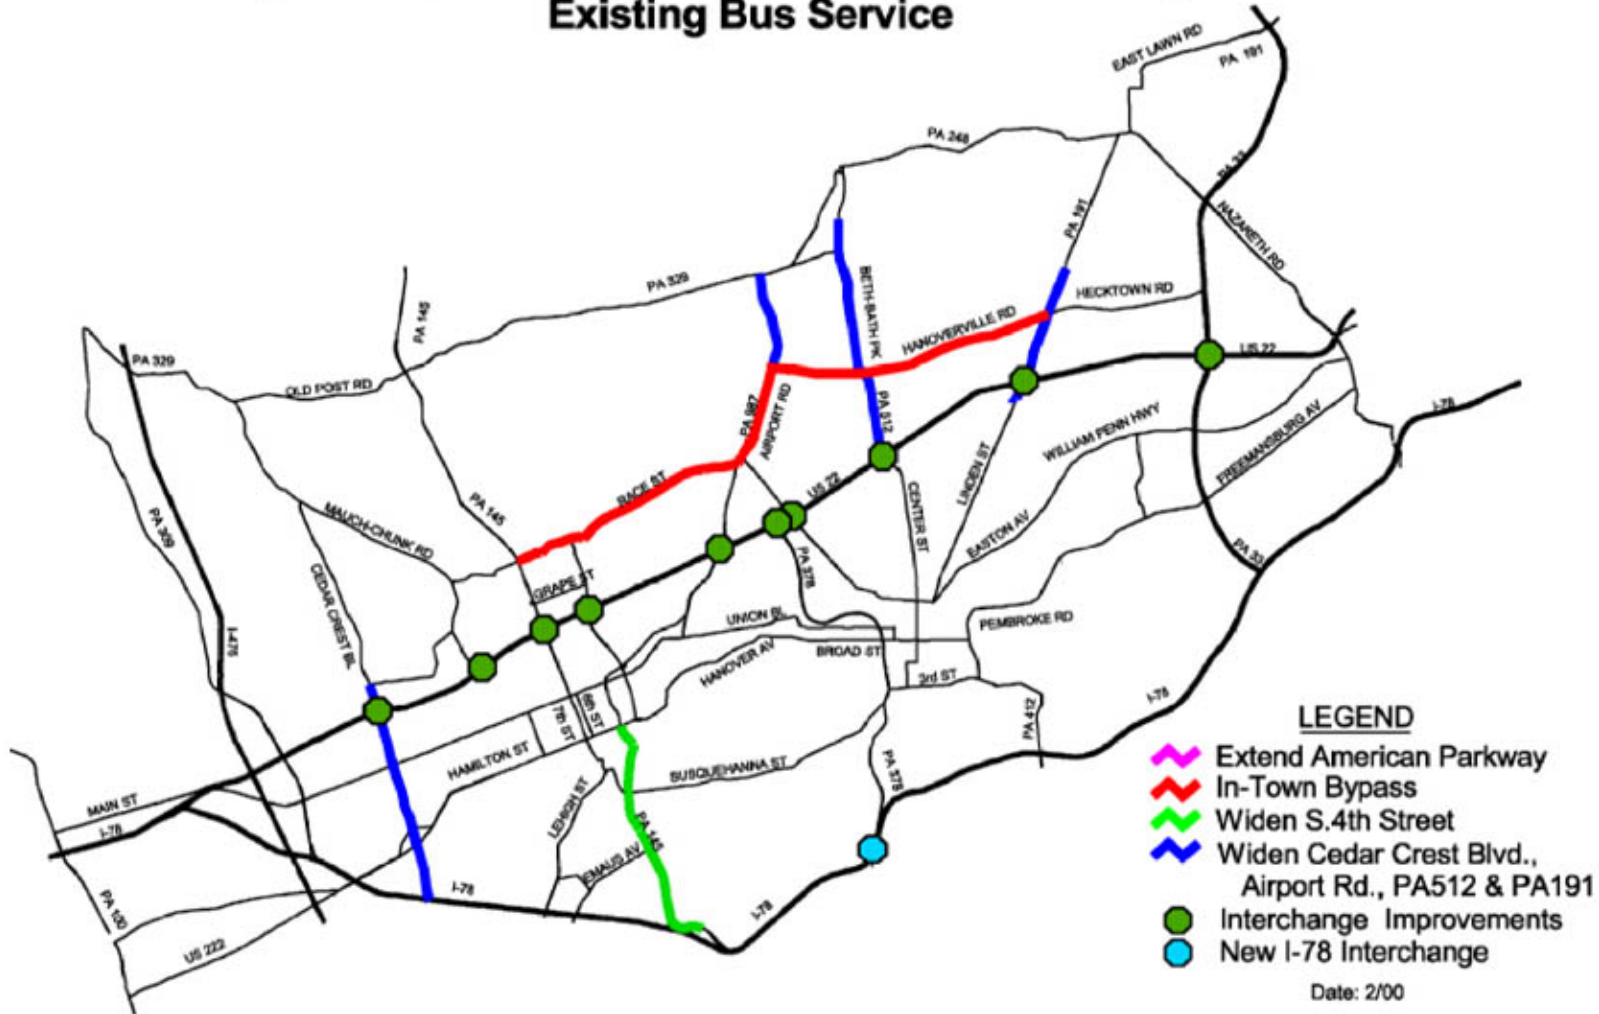 Existing Bus Service
EAST LAWN RD
PA 191
PA 248
PA 33
NAZARETH RD
PA 191
PA 329
BETH-BATH PK
HECKTOWN RD
HANOVERVILLE RD
PA 145
US 22
PA 329
OLD POST RD
PA 987
AIRPORT RD
PA 512
WILLIAM PENN HWY
FREEMANSBURG AV
I-78
LINDEN ST
RACE ST
US 22
CENTER ST
PA 145
MAUCH-CHUNK RD
PA 309
EASTON AV
PA 33
PA 378
GRAPE ST
CEDAR CREST BL
UNION BL
PEMBROKE RD
I-476
BROAD ST
HANOVER AV
3rd ST
I-78
PA 412
6th ST
7th ST
HAMILTON ST
SUSQUEHANNA ST
PA 378
MAIN ST
I-78
LEHIGH ST
PA 145
EMAUS AV
I-78
I-78
PA 100
US 222
LEGEND
Extend American Parkway
In-Town Bypass
Widen S.4th Street
Widen Cedar Crest Blvd.,
Airport Rd., PA512 & PA191
Interchange Improvements
New I-78 Interchange
Date: 2/00